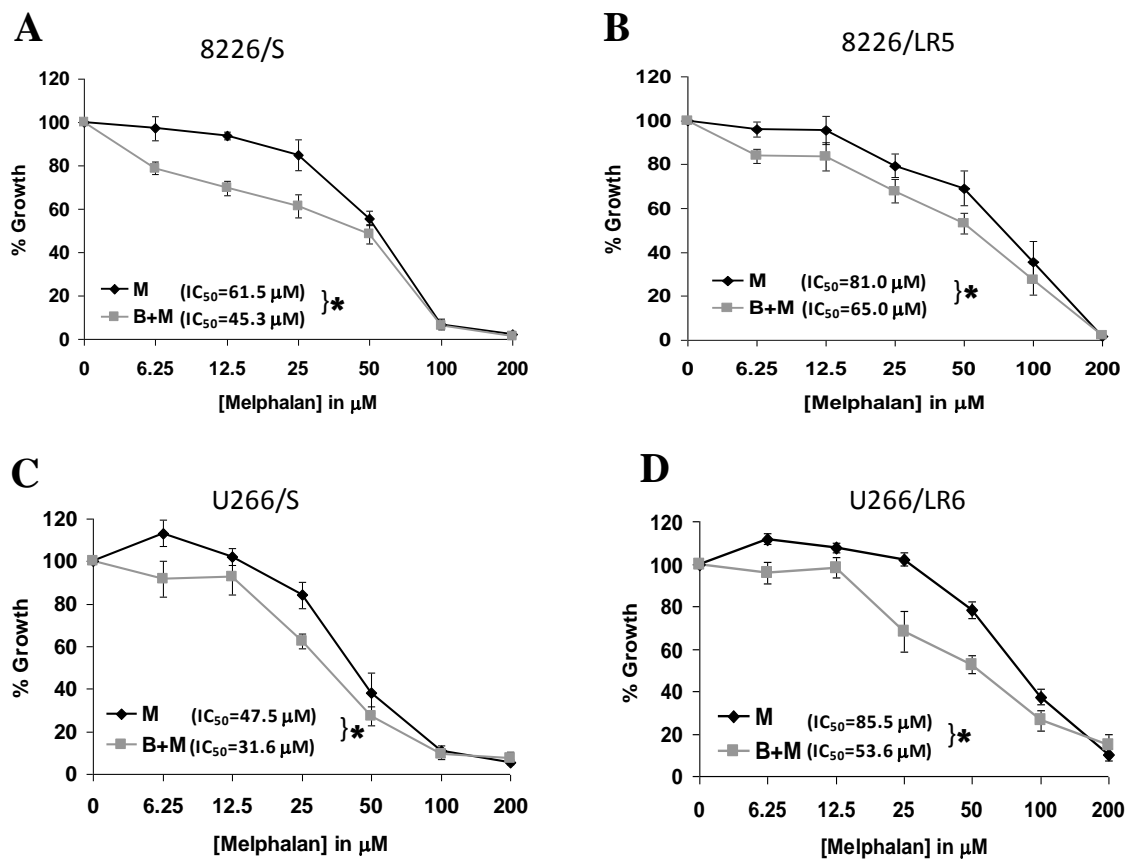 A
8226/S
120
100
80
60
40
20
0
% Growth
M (IC₅₀=61.5 µM)
B+M (IC₅₀=45.3 µM)
}*
0 6.25 12.5 25 50 100 200
[Melphalan] in µM
B
8226/LR5
120
100
80
60
40
20
0
% Growth
M (IC₅₀=81.0 µM)
B+M (IC₅₀=65.0 µM)
}*
0 6.25 12.5 25 50 100 200
[Melphalan] in µM
C
U266/S
120
100
80
60
40
20
0
% Growth
M (IC₅₀=47.5 µM)
B+M (IC₅₀=31.6 µM)
}*
0 6.25 12.5 25 50 100 200
[Melphalan] in µM
D
U266/LR6
120
100
80
60
40
20
0
% Growth
M (IC₅₀=85.5 µM)
B+M (IC₅₀=53.6 µM)
}*
0 6.25 12.5 25 50 100 200
[Melphalan] in µM